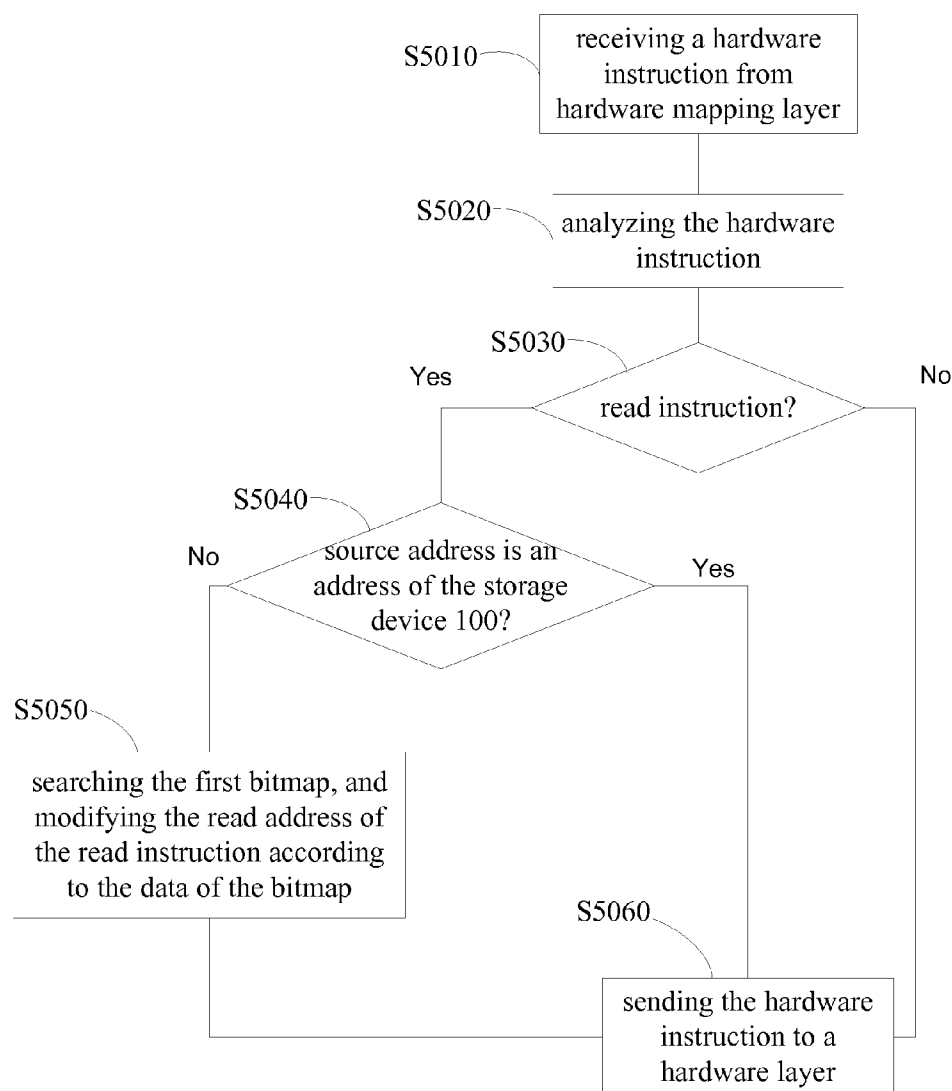 S5010
receiving a hardware
instruction from
hardware mapping layer
S5020
analyzing the hardware
instruction
S5030
Yes
No
read instruction?
S5040
No
source address is an
address of the storage
device 100?
Yes
S5050
searching the first bitmap, and
modifying the read address of
the read instruction according
to the data of the bitmap
S5060
sending the hardware
instruction to a
hardware layer